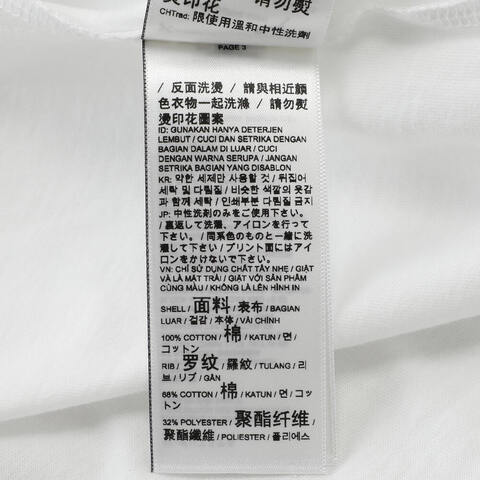 烫印花 请勿熨
CHTrad: 限使用溫和中性洗劑
PAGE 3
/ 反面洗燙 / 請與相近顏
色衣物一起洗滌 / 請勿熨
燙印花圖案
ID: GUNAKAN HANYA DETERJEN
LEMBUT / CUCI DAN SETRIKA DENGAN
BAGIAN DALAM DI LUAR / CUCI
DENGAN WARNA SERUPA / JANGAN
SETRIKA BAGIAN YANG DISABLON
KR: 약한 세제만 사용할 것 / 뒤집어
세탁 및 다림질 / 비슷한 색깔의 옷감
과 함께 세탁 / 인쇄부분 다림질 금지
JP: 中性洗剤のみをご使用下さい。
/ 裏返して洗濯、アイロンを行って
下さい。 / 同系色のものと一緒に洗
濯して下さい / プリント面にはアイ
ロンをかけないで下さい。
VN: CHỈ SỬ DỤNG CHẤT TẨY NHẸ / GIẶT
VÀ LÀ MẶT TRÁI / GIẶT VỚI SẢN PHẨM
CÙNG MÀU / KHÔNG LÀ LÊN HÌNH IN
SHELL / 面料 / 表布 / BAGIAN
LUAR / 겉감 / 本体 / VẢI CHÍNH
100% COTTON / 棉 / KATUN / 면 /
コットン
RIB / 罗纹 / 羅紋 / TULANG / 리
브 / リブ / GÂN
68% COTTON / 棉 / KATUN / 면 / コッ
トン
32% POLYESTER / 聚酯纤维 /
聚酯纖維 / POLIESTER / 폴리에스